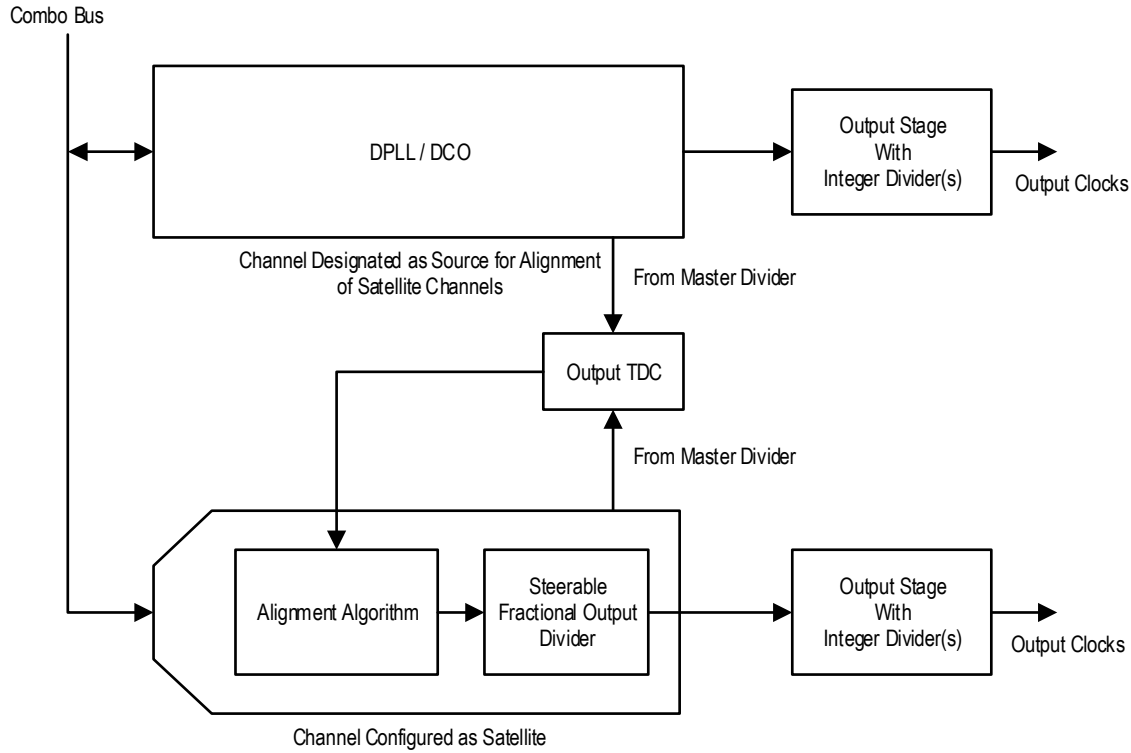 Combo Bus
DPLL / DCO
Output Stage
With
Integer Divider(s)
Output Clocks
Channel Designated as Source for Alignment
of Satellite Channels
From Master Divider
Output TDC
From Master Divider
Alignment Algorithm
Steerable
Fractional Output
Divider
Output Stage
With
Integer Divider(s)
Output Clocks
Channel Configured as Satellite